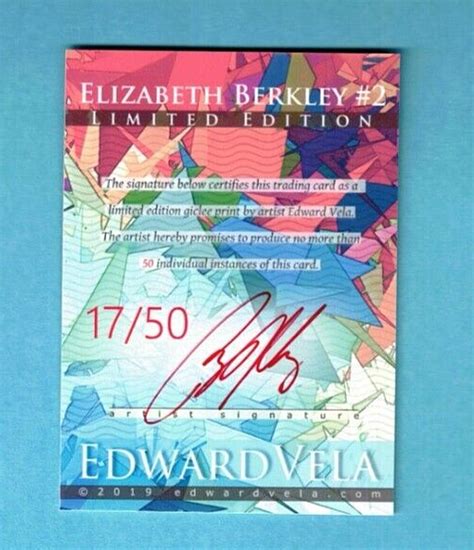 ELIZABETH BERKLEY #2
LIMITED EDITION
The signature below certifies this trading card as a
limited edition giclee print by artist Edward Vela.
The artist hereby promises to produce no more than
50 individual instances of this card.
17/50
artist signature
EDWARDVELA
©2019 edwardvela.com